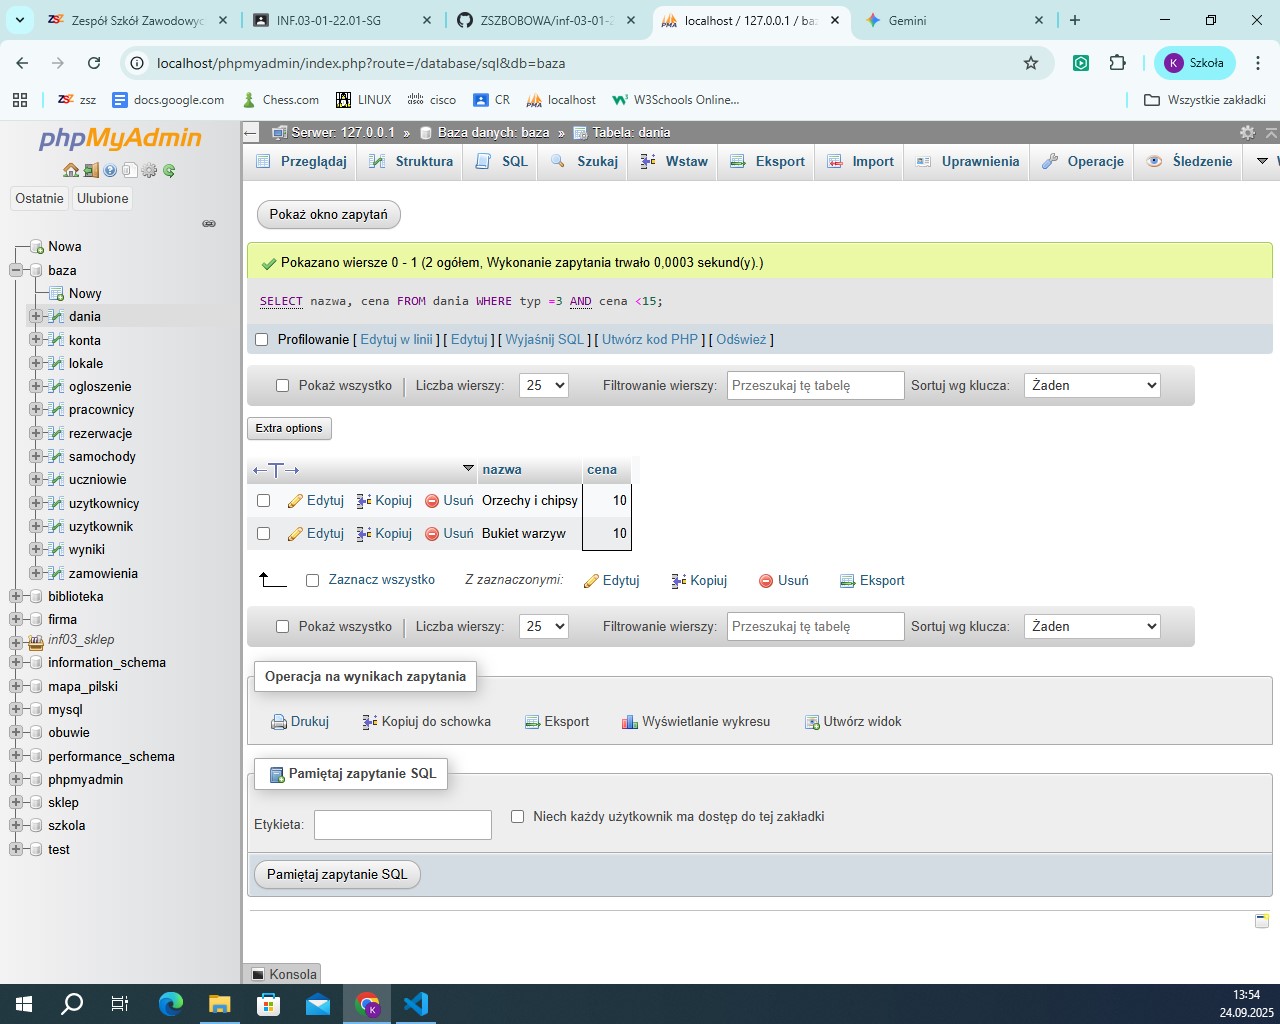 Zespół Szkół Zawodowyc
INF.03-01-22.01-SG
ZSZBOBOWA/inf-03-01-2
localhost / 127.0.0.1 / baz
Gemini
localhost/phpmyadmin/index.php?route=/database/sql&db=baza
K Szkoła
zsz
docs.google.com
Chess.com
LINUX
cisco
CR
localhost
W3Schools Online...
Wszystkie zakładki
phpMyAdmin
Ostatnie
Ulubione
Nowa
baza
Nowy
dania
konta
lokale
ogloszenie
pracownicy
rezerwacje
samochody
uczniowie
uzytkownicy
uzytkownik
wyniki
zamowienia
biblioteka
firma
inf03_sklep
information_schema
mapa_pilski
mysql
obuwie
performance_schema
phpmyadmin
sklep
szkola
test
Serwer: 127.0.0.1 » Baza danych: baza » Tabela: dania
Przeglądaj
Struktura
SQL
Szukaj
Wstaw
Eksport
Import
Uprawnienia
Operacje
Śledzenie
Pokaż okno zapytań
Pokazano wiersze 0 - 1 (2 ogółem, Wykonanie zapytania trwało 0,0003 sekund(y).)
SELECT nazwa, cena FROM dania WHERE typ =3 AND cena <15;
Profilowanie [ Edytuj w linii ] [ Edytuj ] [ Wyjaśnij SQL ] [ Utwórz kod PHP ] [ Odśwież ]
Pokaż wszystko
Liczba wierszy: 25
Filtrowanie wierszy: Przeszukaj tę tabelę
Sortuj wg klucza: Żaden
Extra options
←T→ nazwa cena
Edytuj Kopiuj Usuń Orzechy i chipsy 10
Edytuj Kopiuj Usuń Bukiet warzyw 10
Zaznacz wszystko Z zaznaczonymi: Edytuj Kopiuj Usuń Eksport
Pokaż wszystko
Liczba wierszy: 25
Filtrowanie wierszy: Przeszukaj tę tabelę
Sortuj wg klucza: Żaden
Operacja na wynikach zapytania
Drukuj
Kopiuj do schowka
Eksport
Wyświetlanie wykresu
Utwórz widok
Pamiętaj zapytanie SQL
Etykieta:
Niech każdy użytkownik ma dostęp do tej zakładki
Pamiętaj zapytanie SQL
Konsola
13:54
24.09.2025